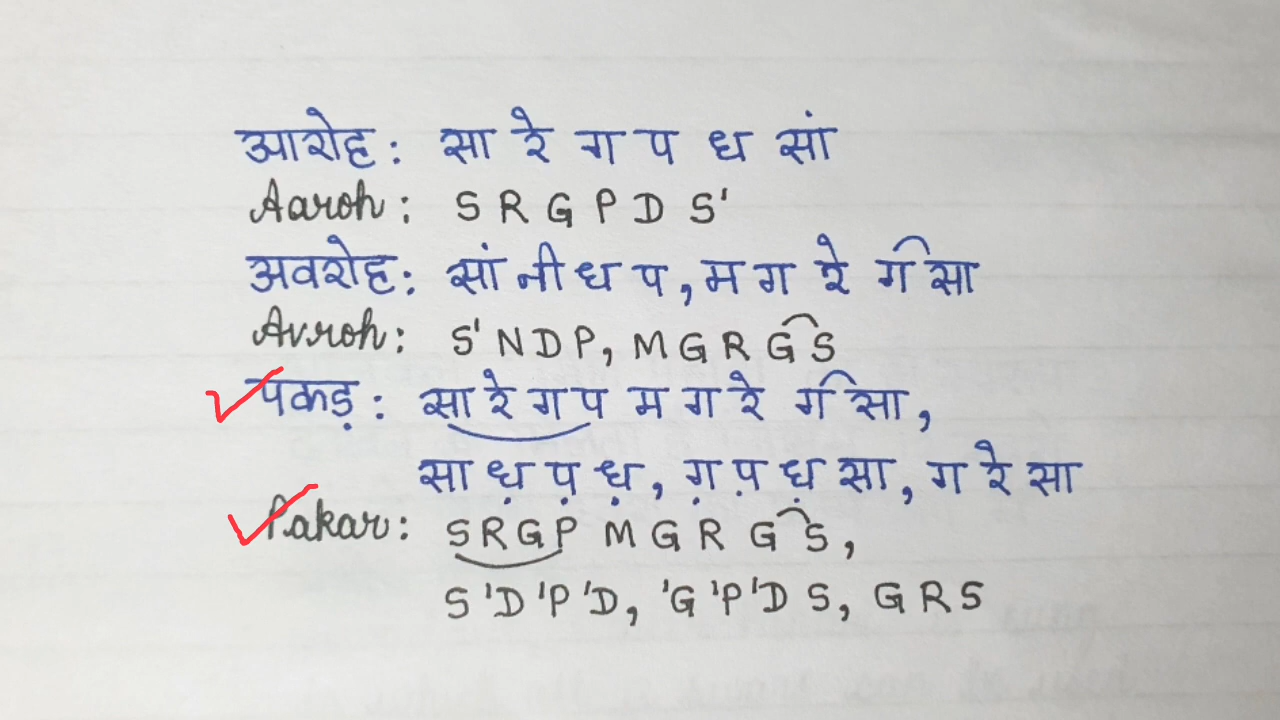 आरोह: सा रे ग प ध सां
Aaroh: S R G P D S'
अवरोह: सां नी ध प, म ग रे ग सा
Avroh: S' N D P, M G R G S
पकड़: सा रे ग प म ग रे ग सा,
सा ध़ प़ ध़, ग़ प़ ध़ सा, ग रे सा
Pakar: S R G P M G R G S,
S 'D 'P 'D, 'G 'P 'D S, G R S